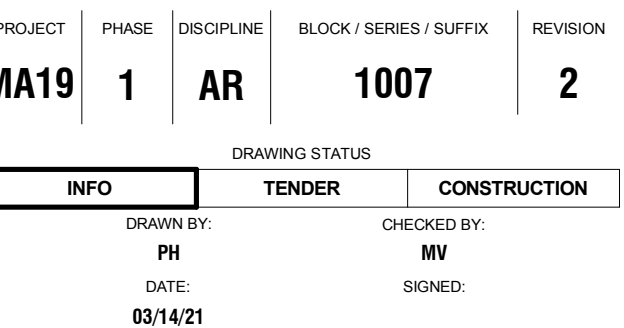 PROJECT PHASE DISCIPLINE BLOCK / SERIES / SUFFIX REVISION
MA19 1 AR 1007 2
DRAWING STATUS
INFO TENDER CONSTRUCTION
DRAWN BY: CHECKED BY:
PH MV
DATE: SIGNED:
03/14/21